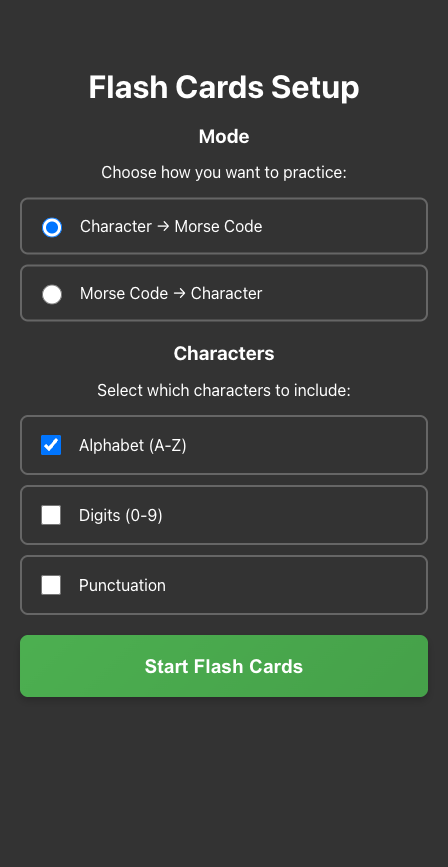 Flash Cards Setup
Mode
Choose how you want to practice:
Character → Morse Code
Morse Code → Character
Characters
Select which characters to include:
Alphabet (A-Z)
Digits (0-9)
Punctuation
Start Flash Cards